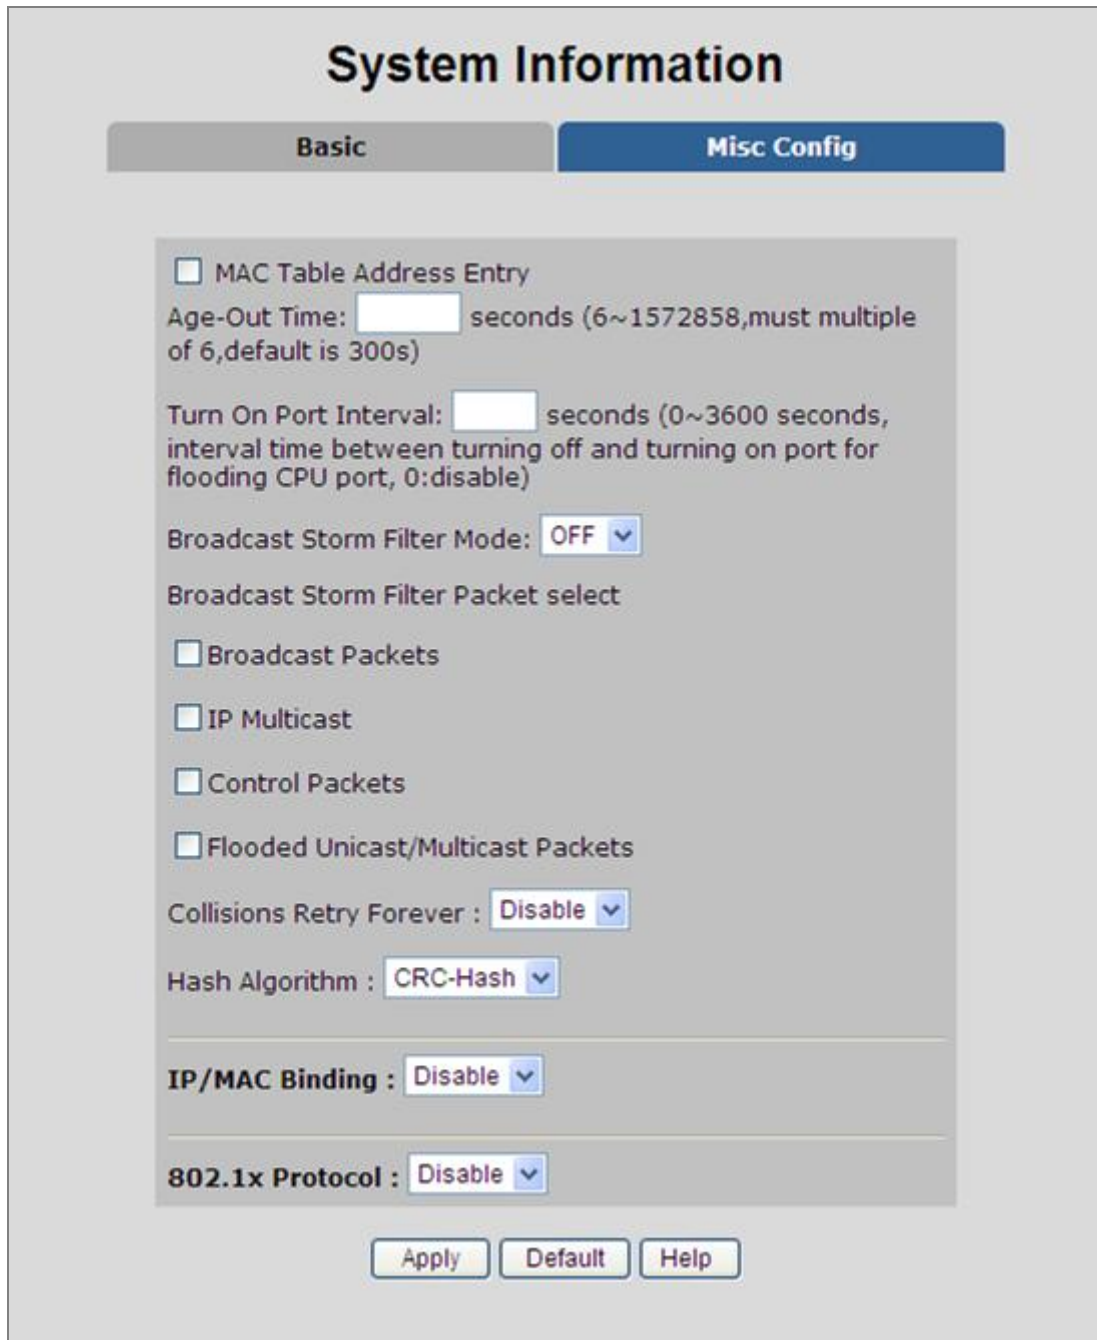 System Information
Basic
Misc Config
MAC Table Address Entry
Age-Out Time: seconds (6~1572858,must multiple
of 6,default is 300s)
Turn On Port Interval: seconds (0~3600 seconds,
interval time between turning off and turning on port for
flooding CPU port, 0:disable)
Broadcast Storm Filter Mode: OFF
Broadcast Storm Filter Packet select
Broadcast Packets
IP Multicast
Control Packets
Flooded Unicast/Multicast Packets
Collisions Retry Forever : Disable
Hash Algorithm : CRC-Hash
IP/MAC Binding : Disable
802.1x Protocol : Disable
Apply Default Help